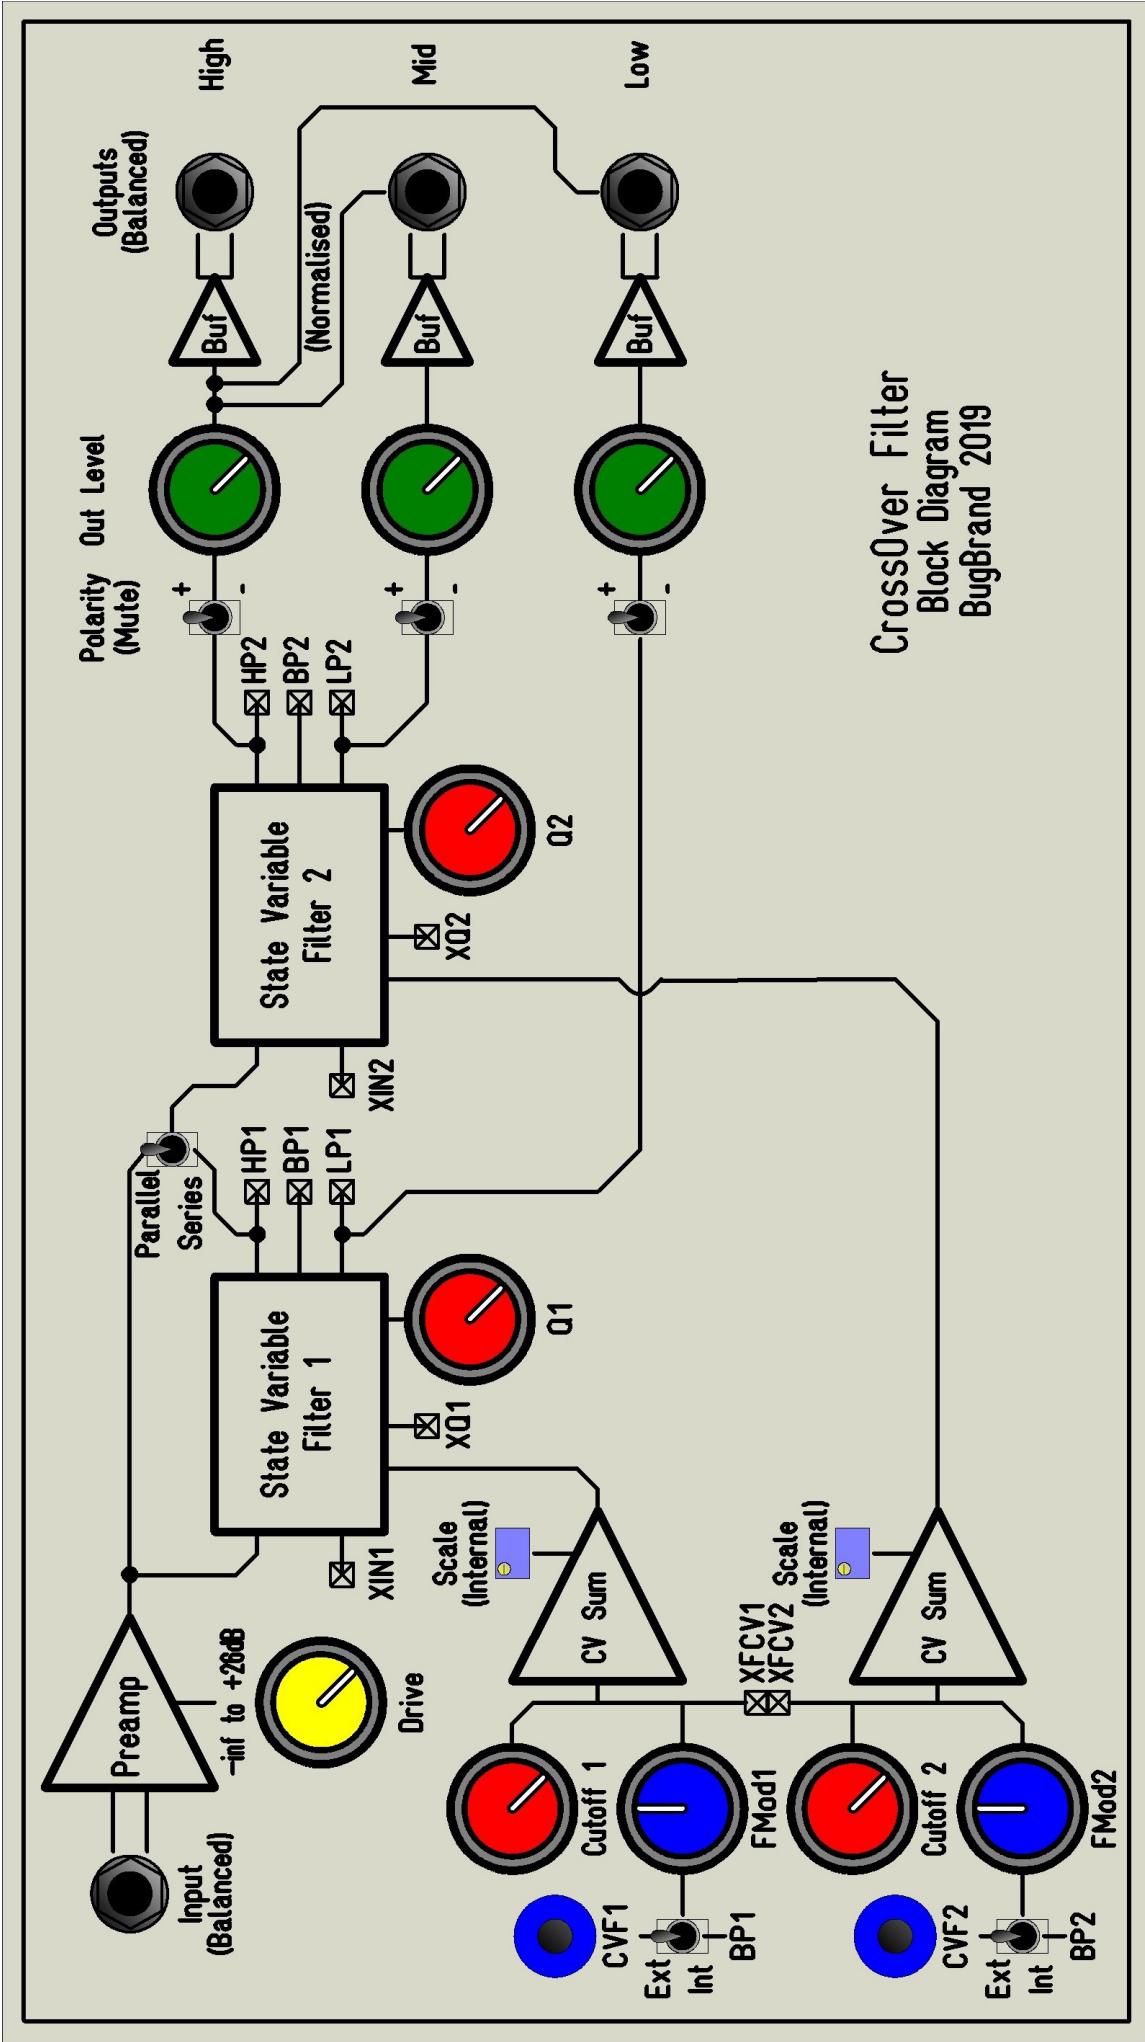 Input
(Balanced)
Preamp
-inf to +26dB
Drive
Parallel
Series
State Variable
Filter 1
XIN1
XQ1
Q1
HP1
BP1
LP1
State Variable
Filter 2
XIN2
XQ2
Q2
HP2
BP2
LP2
Polarity
(Mute)
+
-
+
-
+
-
Out Level
Buf
Buf
Buf
(Normalised)
Outputs
(Balanced)
High
Mid
Low
CVF1
Ext
Int
BP1
Cutoff 1
FMod1
CV Sum
Scale
(Internal)
XFCV1
XFCV2
CVF2
Ext
Int
BP2
Cutoff 2
FMod2
CV Sum
Scale
(Internal)
CrossOver Filter
Block Diagram
BugBrand 2019